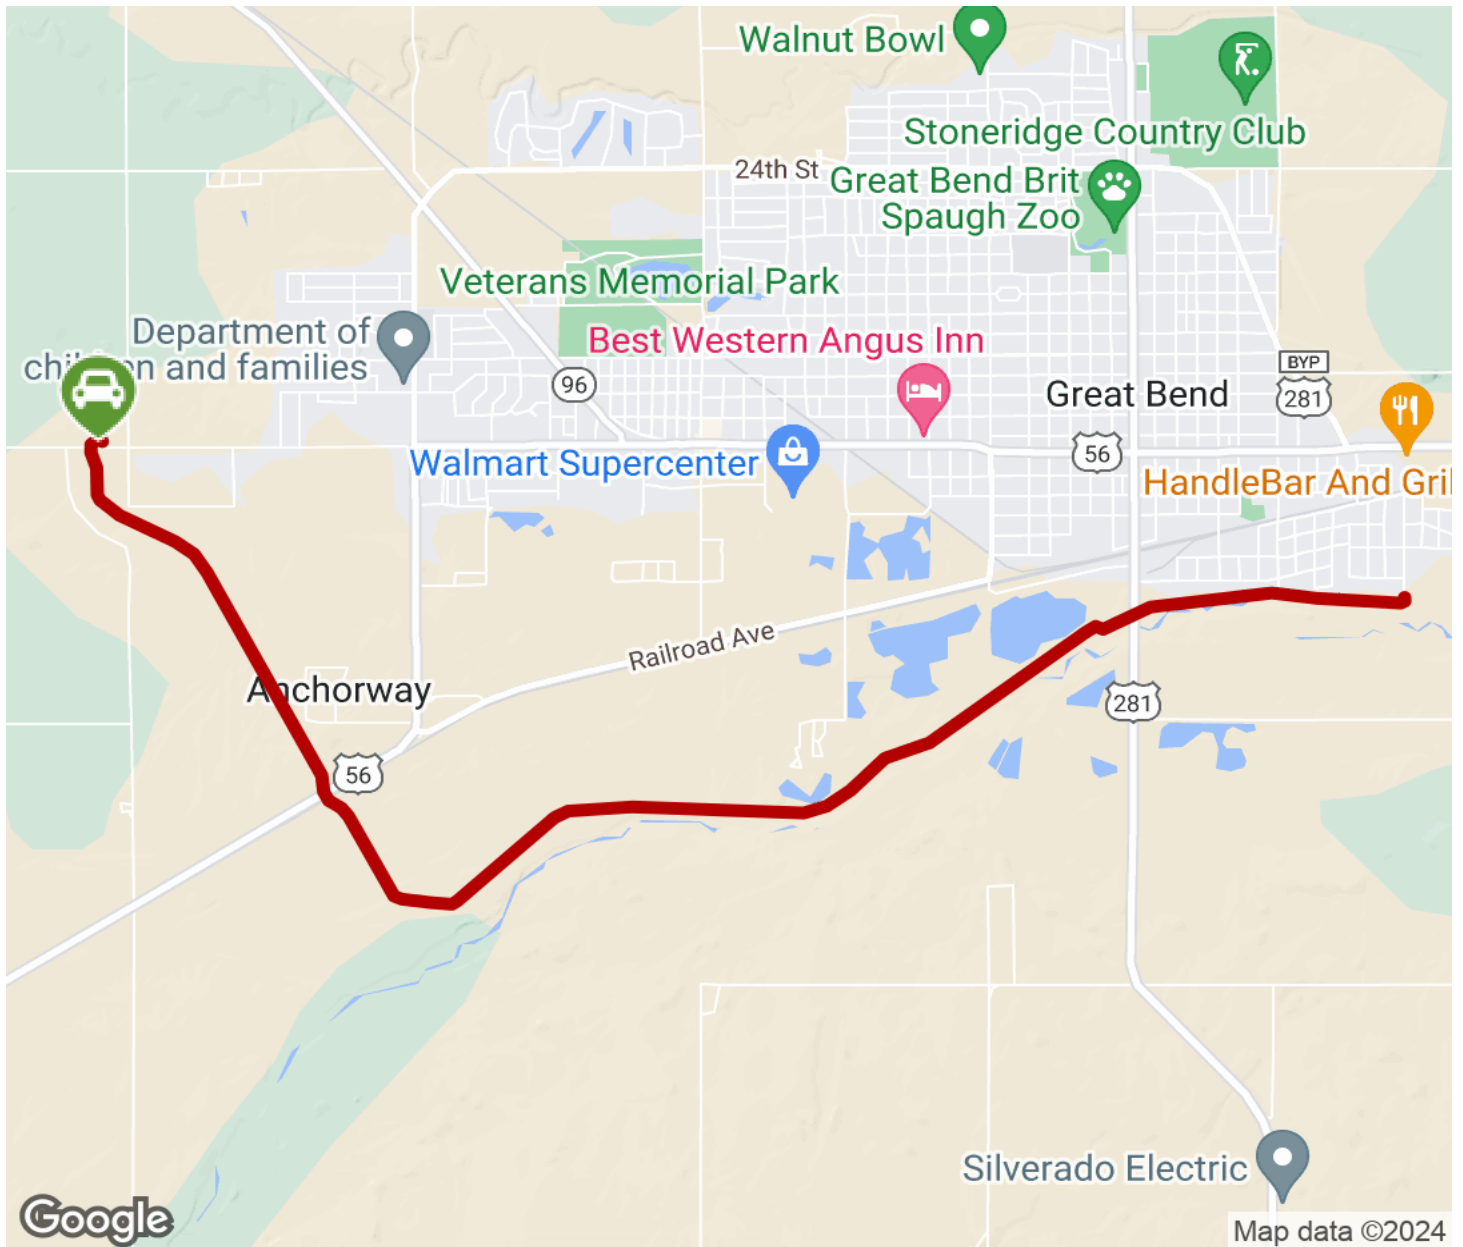 Walnut Bowl
Stoneridge Country Club
24th St
Great Bend Brit
Spaugh Zoo
Veterans Memorial Park
Department of
children and families
Best Western Angus Inn
96
BYP
281
Great Bend
56
Walmart Supercenter
HandleBar And Gril
Railroad Ave
Anchorway
281
56
Silverado Electric
Google
Map data ©2024